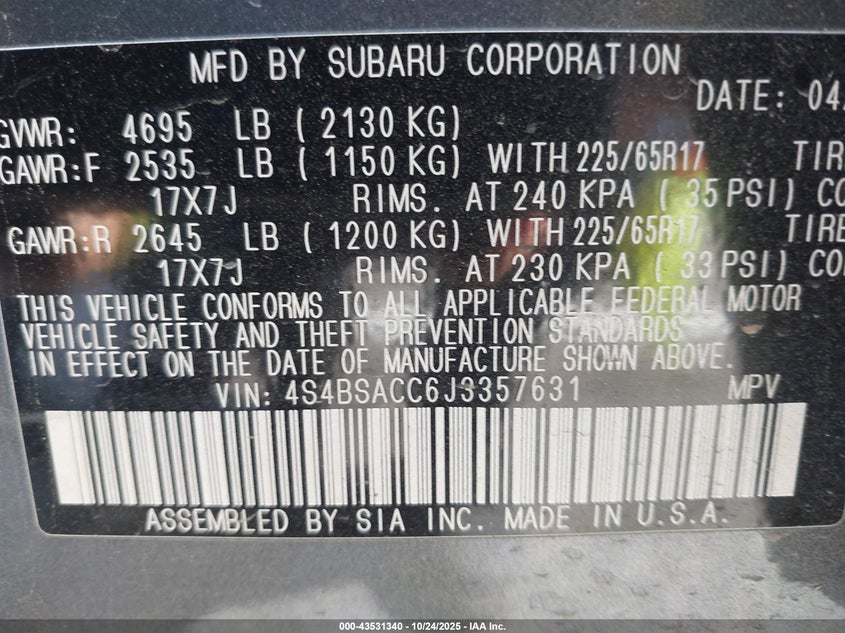 MFD BY SUBARU CORPORATION
DATE: 04
GVWR: 4695 LB ( 2130 KG)
GAWR:F 2535 LB ( 1150 KG) WITH 225/65R17 TIRE
17X7J RIMS. AT 240 KPA ( 35 PSI) CO
GAWR:R 2645 LB ( 1200 KG) WITH 225/65R17 TIRE
17X7J RIMS. AT 230 KPA ( 33 PSI) CO
THIS VEHICLE CONFORMS TO ALL APPLICABLE FEDERAL MOTOR
VEHICLE SAFETY AND THEFT PREVENTION STANDARDS
IN EFFECT ON THE DATE OF MANUFACTURE SHOWN ABOVE.
VIN: 4S4BSACC6J3357631 MPV
ASSEMBLED BY SIA INC. MADE IN U.S.A.
000-43531340 - 10/24/2025 - IAA Inc.